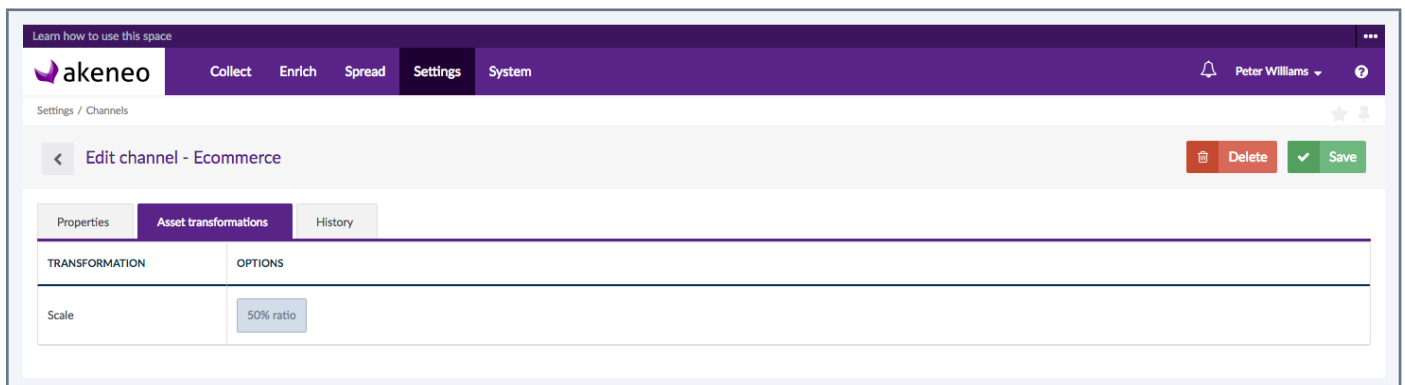 Learn how to use this space
akeneo Collect Enrich Spread Settings System Peter Williams ?
Settings / Channels
Edit channel - Ecommerce Delete Save
Properties Asset transformations History
TRANSFORMATION OPTIONS
Scale 50% ratio